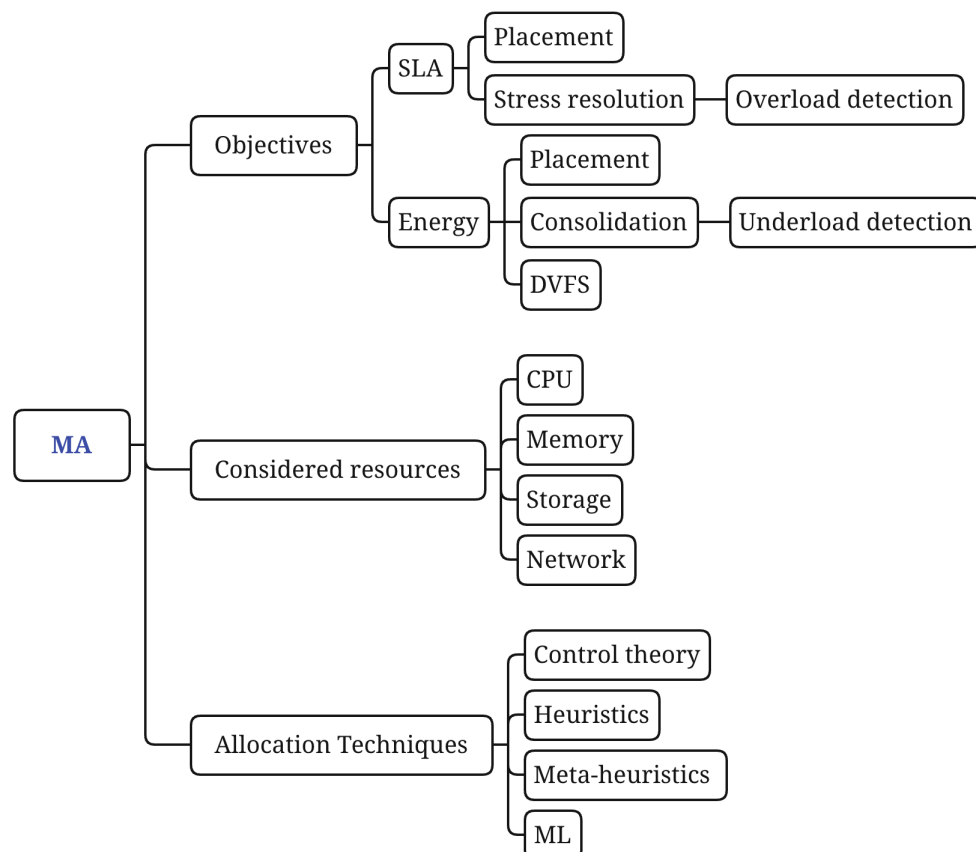 Placement
SLA
Stress resolution
Overload detection
Objectives
Placement
Energy
Consolidation
Underload detection
DVFS
CPU
Memory
MA
Considered resources
Storage
Network
Control theory
Heuristics
Allocation Techniques
Meta-heuristics
ML